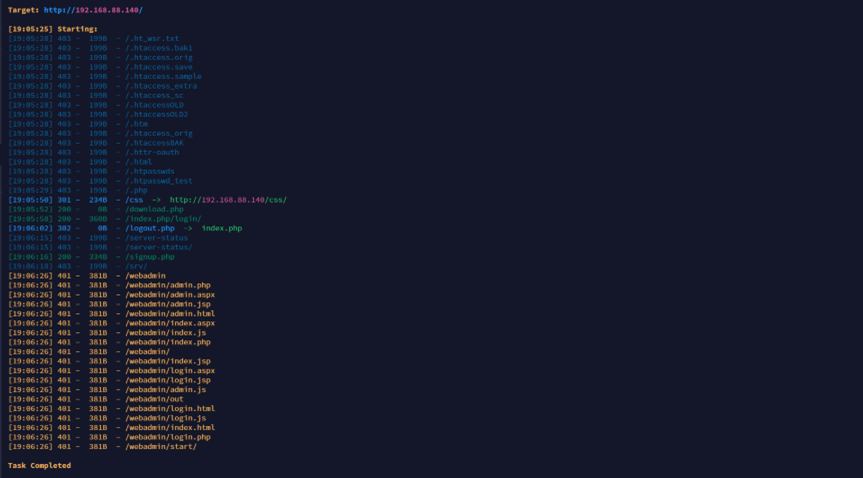 Target: http://192.168.88.140/
[19:05:25] Starting:
[19:05:28] 403 - 199B - /.ht_wsr.txt
[19:05:28] 403 - 199B - /.htaccess.bak1
[19:05:28] 403 - 199B - /.htaccess.orig
[19:05:28] 403 - 199B - /.htaccess.save
[19:05:28] 403 - 199B - /.htaccess.sample
[19:05:28] 403 - 199B - /.htaccess_extra
[19:05:28] 403 - 199B - /.htaccess_sc
[19:05:28] 403 - 199B - /.htaccessOLD
[19:05:28] 403 - 199B - /.htaccessOLD2
[19:05:28] 403 - 199B - /.htm
[19:05:28] 403 - 199B - /.htaccess_orig
[19:05:28] 403 - 199B - /.htaccessBAK
[19:05:28] 403 - 199B - /.httr-oauth
[19:05:28] 403 - 199B - /.html
[19:05:28] 403 - 199B - /.htpasswds
[19:05:28] 403 - 199B - /.htpasswd_test
[19:05:29] 403 - 199B - /.php
[19:05:50] 301 - 234B - /css -> http://192.168.88.140/css/
[19:05:52] 200 - 0B - /download.php
[19:05:58] 200 - 360B - /index.php/login/
[19:06:02] 302 - 0B - /logout.php -> index.php
[19:06:15] 403 - 199B - /server-status
[19:06:15] 403 - 199B - /server-status/
[19:06:16] 200 - 334B - /signup.php
[19:06:18] 403 - 199B - /srv/
[19:06:26] 401 - 381B - /webadmin
[19:06:26] 401 - 381B - /webadmin/admin.php
[19:06:26] 401 - 381B - /webadmin/admin.aspx
[19:06:26] 401 - 381B - /webadmin/admin.jsp
[19:06:26] 401 - 381B - /webadmin/admin.html
[19:06:26] 401 - 381B - /webadmin/index.aspx
[19:06:26] 401 - 381B - /webadmin/index.js
[19:06:26] 401 - 381B - /webadmin/index.php
[19:06:26] 401 - 381B - /webadmin/
[19:06:26] 401 - 381B - /webadmin/index.jsp
[19:06:26] 401 - 381B - /webadmin/login.aspx
[19:06:26] 401 - 381B - /webadmin/login.jsp
[19:06:26] 401 - 381B - /webadmin/admin.js
[19:06:26] 401 - 381B - /webadmin/out
[19:06:26] 401 - 381B - /webadmin/login.html
[19:06:26] 401 - 381B - /webadmin/login.js
[19:06:26] 401 - 381B - /webadmin/index.html
[19:06:26] 401 - 381B - /webadmin/login.php
[19:06:26] 401 - 381B - /webadmin/start/
Task Completed